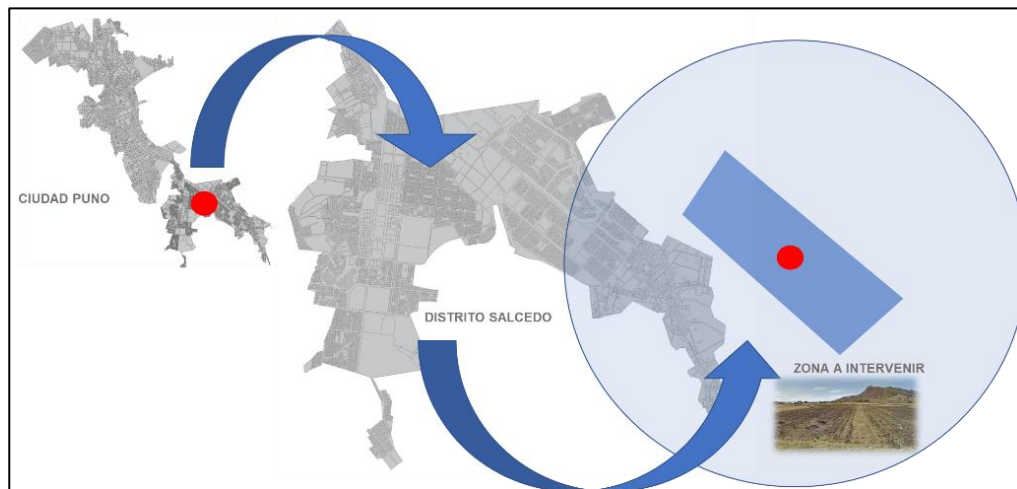 CIUDAD PUNO
DISTRITO SALCEDO
ZONA A INTERVENIR